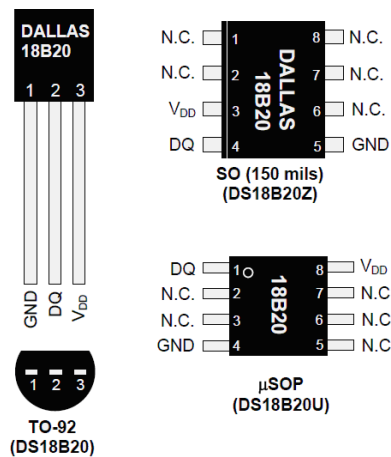 DALLAS
18B20
1 2 3
GND DQ VDD
1 2 3
TO-92
(DS18B20)
N.C. 1 8 N.C.
N.C. 2 7 N.C.
VDD 3 6 N.C.
DQ 4 5 GND
DALLAS
18B20
SO (150 mils)
(DS18B20Z)
DQ 1 8 VDD
N.C. 2 7 N.C
N.C. 3 6 N.C
GND 4 5 N.C
18B20
µSOP
(DS18B20U)